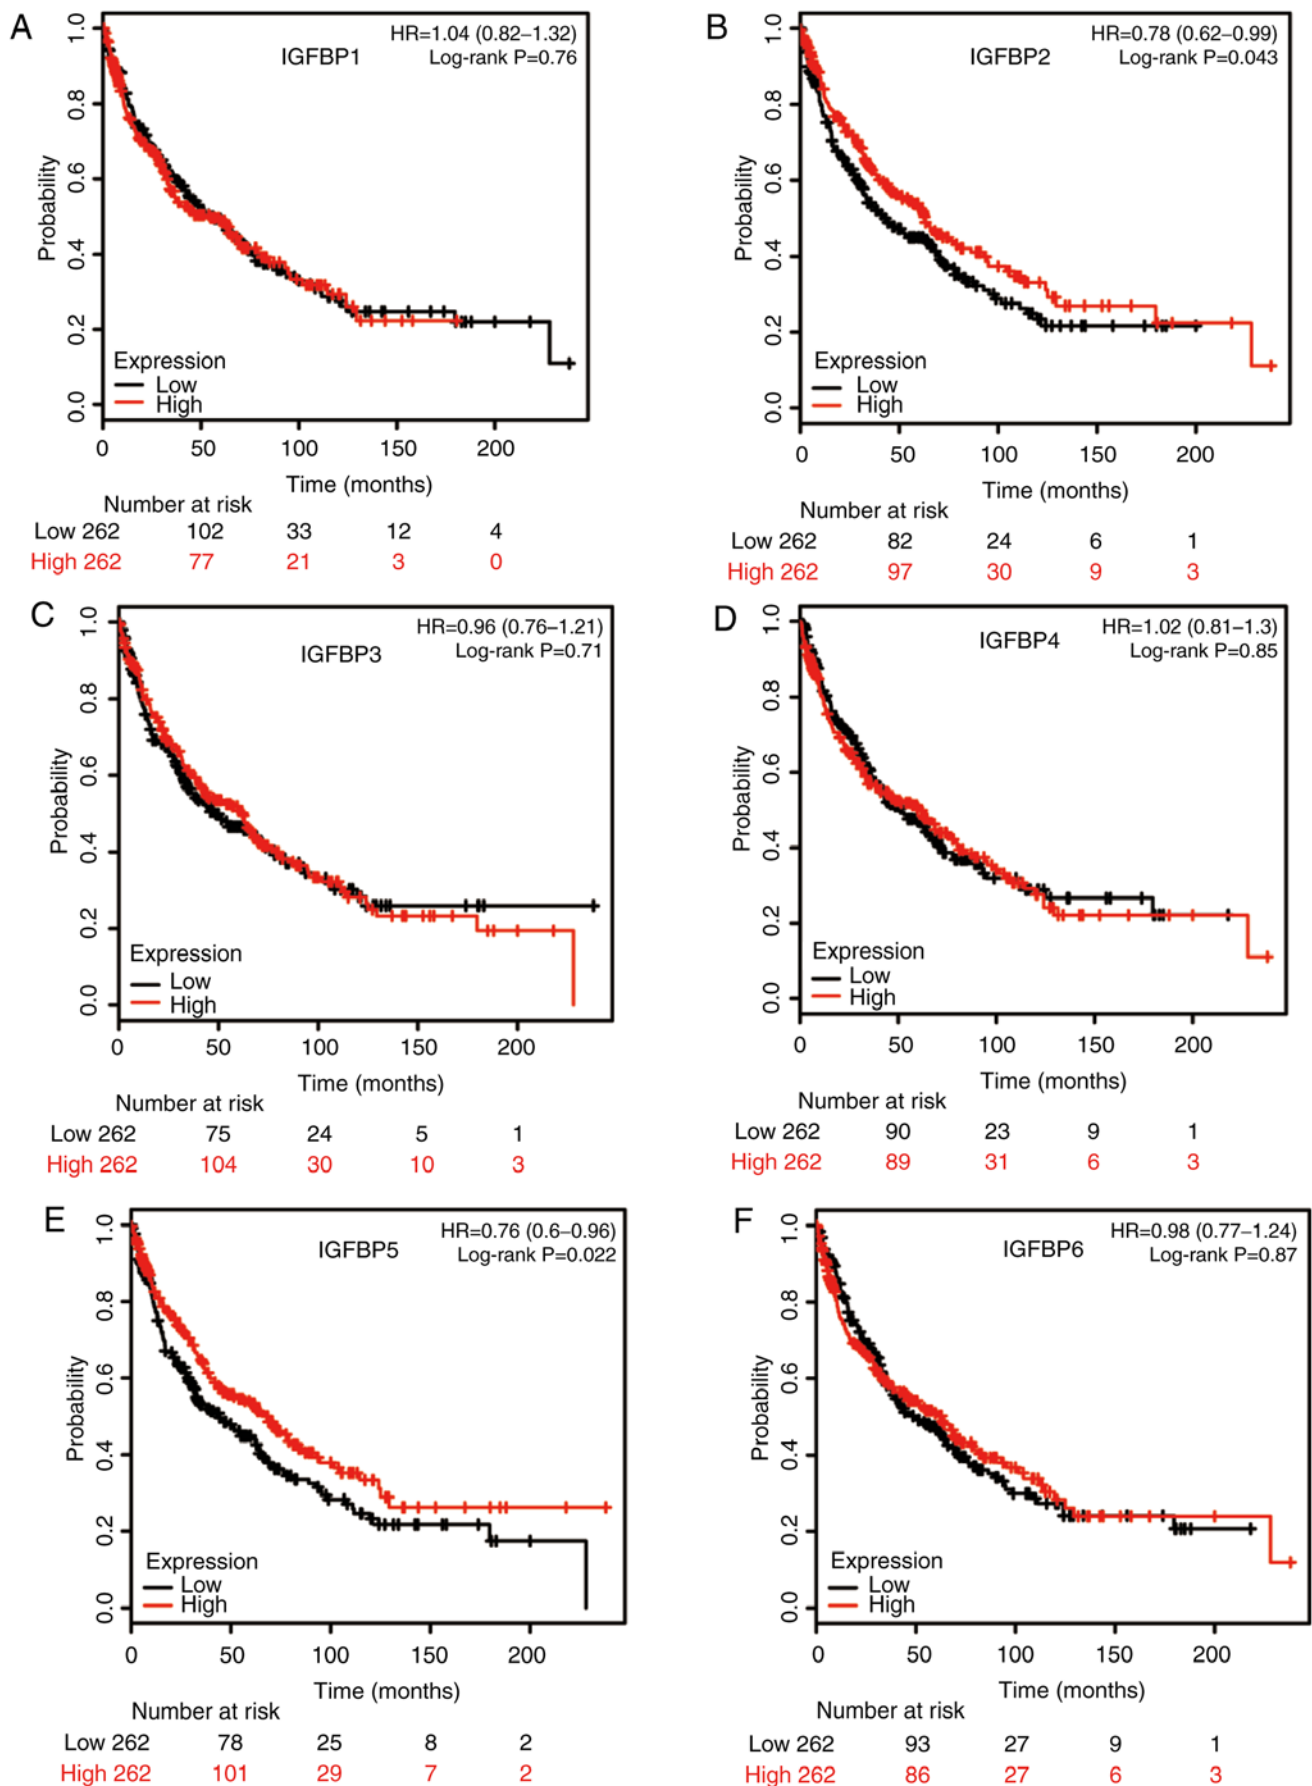 A
IGFBP1
HR=1.04 (0.82–1.32)
Log-rank P=0.76
Probability
1.0
0.8
0.6
0.4
0.2
0.0
Expression
Low
High
0 50 100 150 200
Time (months)
Number at risk
Low 262 102 33 12 4
High 262 77 21 3 0
B
IGFBP2
HR=0.78 (0.62–0.99)
Log-rank P=0.043
Probability
1.0
0.8
0.6
0.4
0.2
0.0
Expression
Low
High
0 50 100 150 200
Time (months)
Number at risk
Low 262 82 24 6 1
High 262 97 30 9 3
C
IGFBP3
HR=0.96 (0.76–1.21)
Log-rank P=0.71
Probability
1.0
0.8
0.6
0.4
0.2
0.0
Expression
Low
High
0 50 100 150 200
Time (months)
Number at risk
Low 262 75 24 5 1
High 262 104 30 10 3
D
IGFBP4
HR=1.02 (0.81–1.3)
Log-rank P=0.85
Probability
1.0
0.8
0.6
0.4
0.2
0.0
Expression
Low
High
0 50 100 150 200
Time (months)
Number at risk
Low 262 90 23 9 1
High 262 89 31 6 3
E
IGFBP5
HR=0.76 (0.6–0.96)
Log-rank P=0.022
Probability
1.0
0.8
0.6
0.4
0.2
0.0
Expression
Low
High
0 50 100 150 200
Time (months)
Number at risk
Low 262 78 25 8 2
High 262 101 29 7 2
F
IGFBP6
HR=0.98 (0.77–1.24)
Log-rank P=0.87
Probability
1.0
0.8
0.6
0.4
0.2
0.0
Expression
Low
High
0 50 100 150 200
Time (months)
Number at risk
Low 262 93 27 9 1
High 262 86 27 6 3